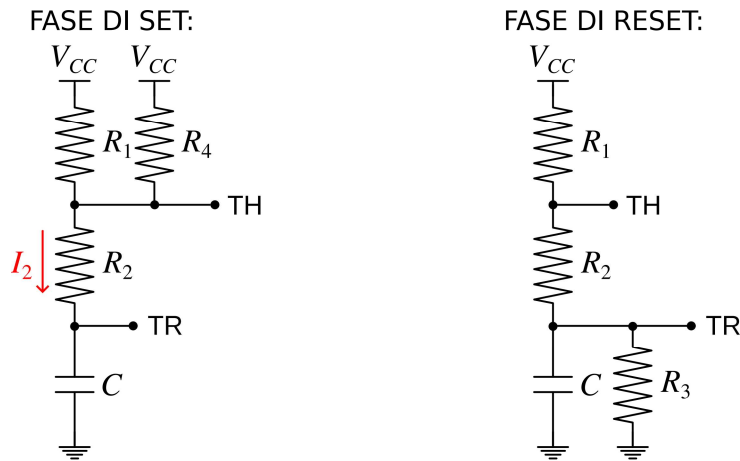 FASE DI SET:
V_CC V_CC
R_1 R_4
TH
I_2 R_2
TR
C
FASE DI RESET:
V_CC
R_1
TH
R_2
TR
C R_3